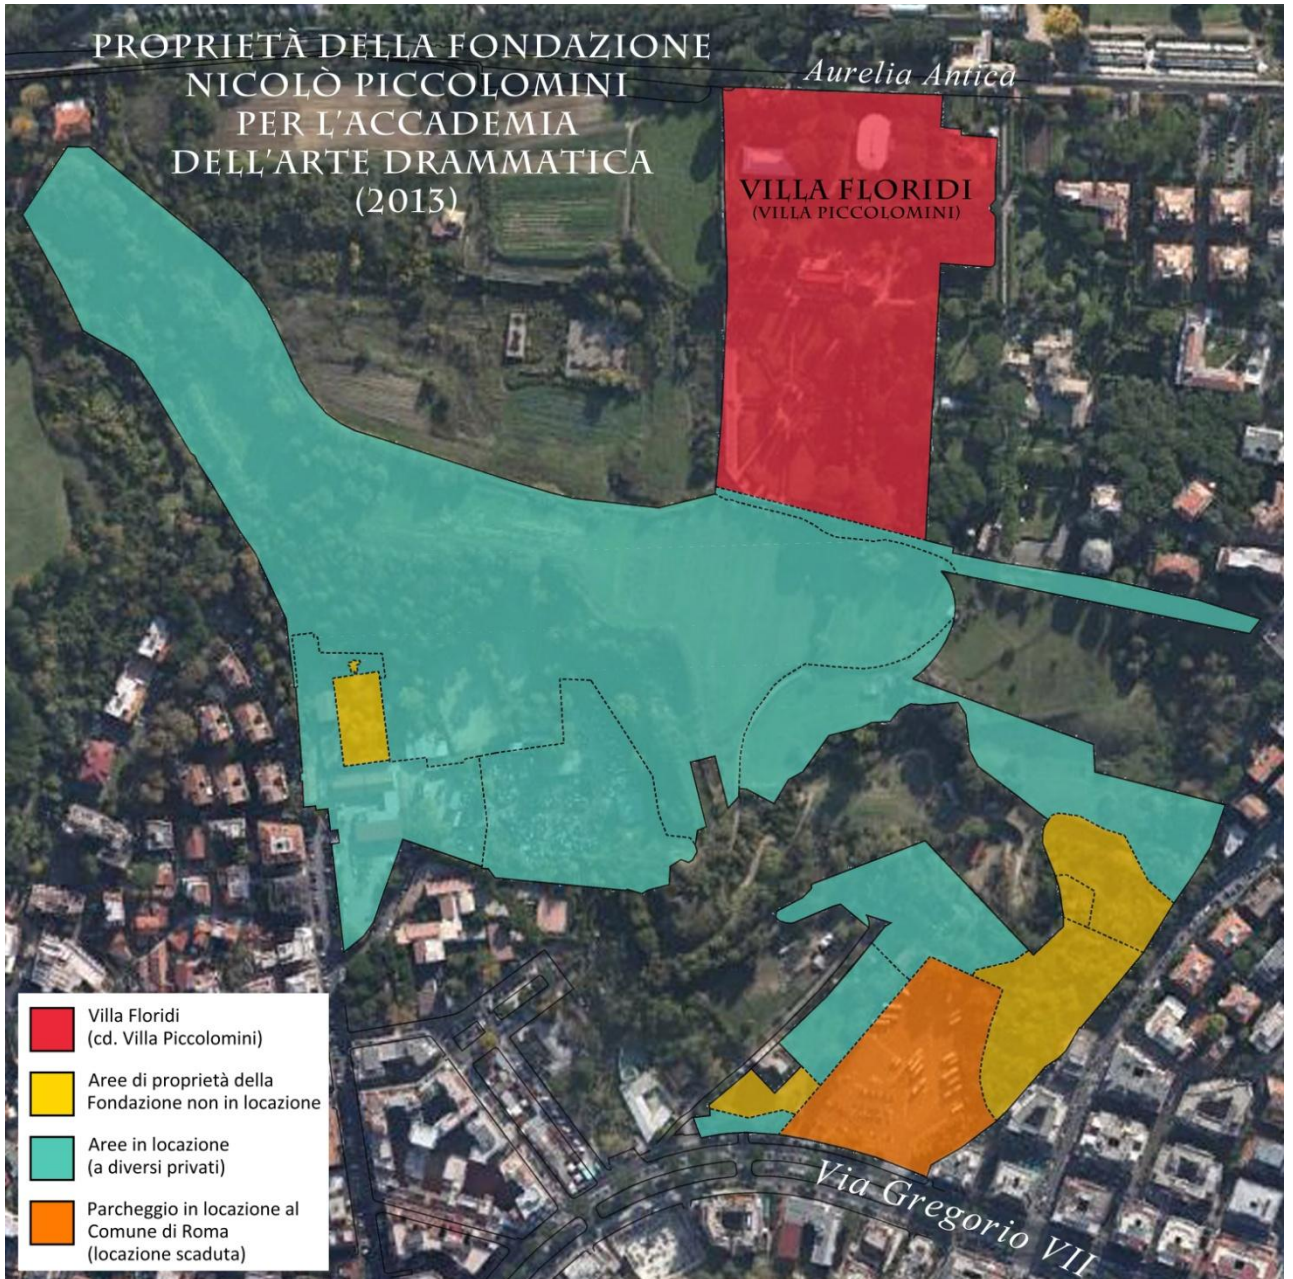 PROPRIETÀ DELLA FONDAZIONE
NICOLÒ PICCOLOMINI
PER L'ACCADEMIA
DELL'ARTE DRAMMATICA
(2013)
Aurelia Antica
VILLA FLORIDI
(VILLA PICCOLOMINI)
Villa Floridi
(cd. Villa Piccolomini)
Aree di proprietà della
Fondazione non in locazione
Aree in locazione
(a diversi privati)
Parcheggio in locazione al
Comune di Roma
(locazione scaduta)
Via Gregorio VII